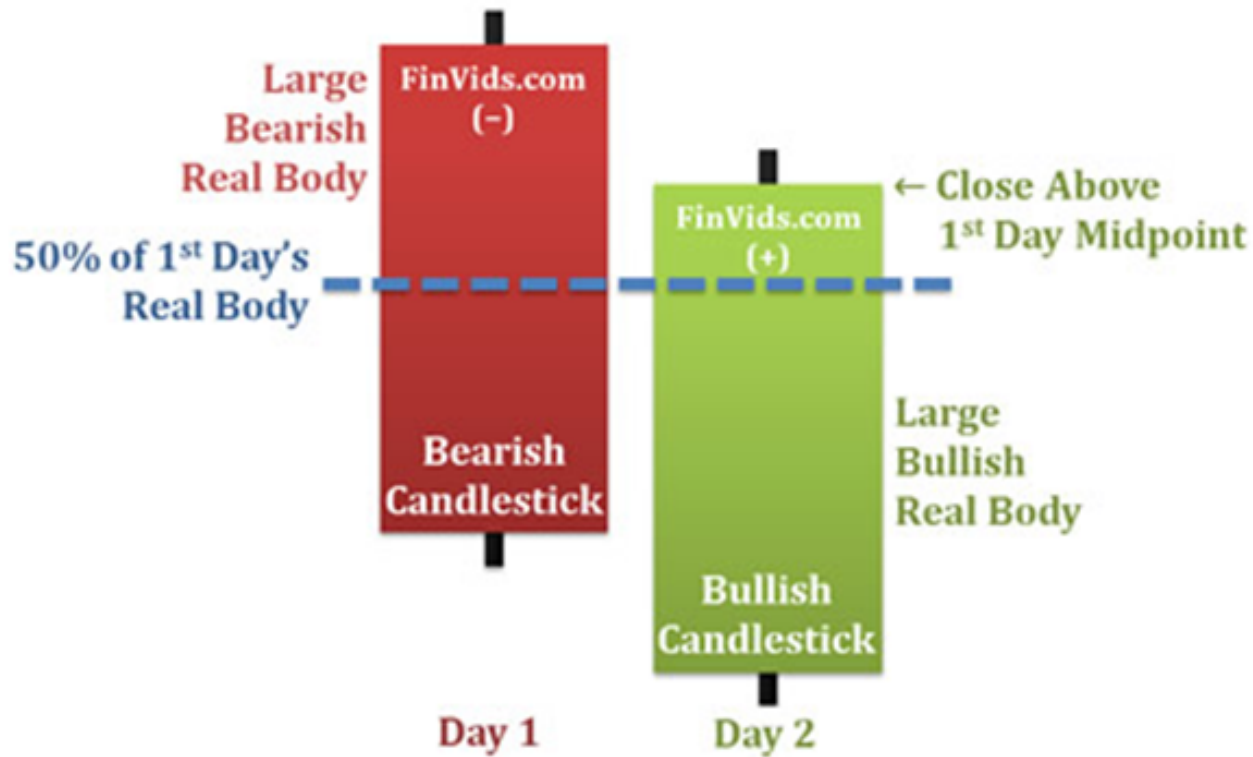 Large
Bearish
Real Body
FinVids.com
(–)
50% of 1st Day's
Real Body
Bearish
Candlestick
FinVids.com
(+)
← Close Above
1st Day Midpoint
Large
Bullish
Real Body
Bullish
Candlestick
Day 1
Day 2